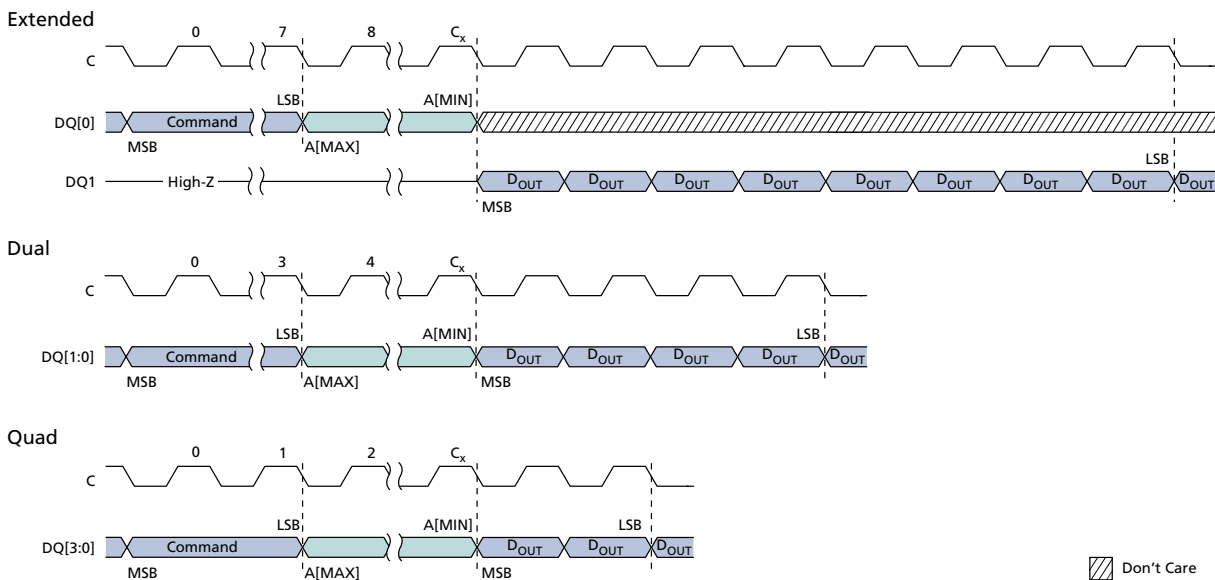 Extended
0 7 8 Cx
C
LSB A[MIN]
DQ[0] Command
MSB A[MAX]
LSB
DQ1 High-Z DOUT DOUT DOUT DOUT DOUT DOUT DOUT DOUT DOUT
MSB
Dual
0 3 4 Cx
C
LSB A[MIN] LSB
DQ[1:0] Command DOUT DOUT DOUT DOUT DOUT
MSB A[MAX] MSB
Quad
0 1 2 Cx
C
LSB A[MIN] LSB
DQ[3:0] Command DOUT DOUT DOUT
MSB A[MAX] MSB
Don't Care